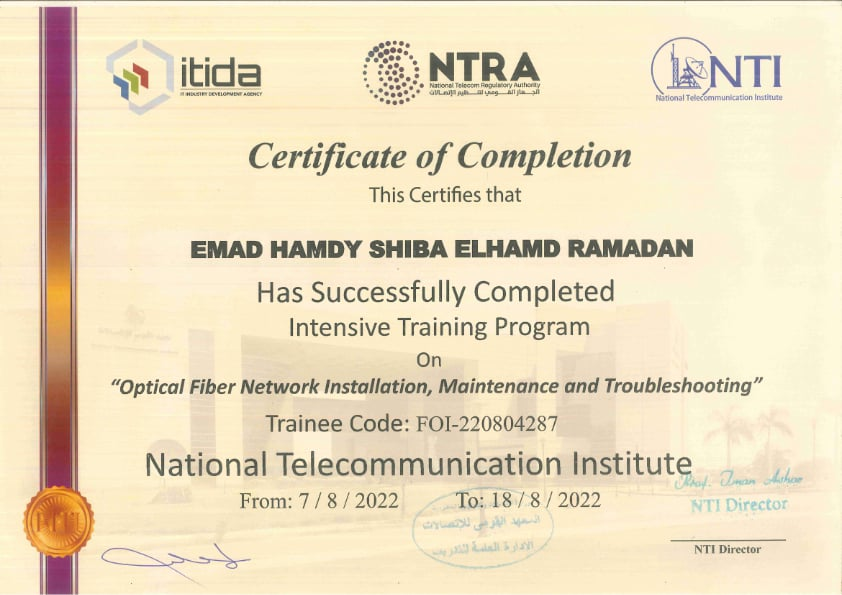 itida
IT INDUSTRY DEVELOPMENT AGENCY
NTRA
National Telecom Regulatory Authority
الجهاز القومي لتنظيم الاتصالات
NTI
National Telecommunication Institute
Certificate of Completion
This Certifies that
EMAD HAMDY SHIBA ELHAMD RAMADAN
Has Successfully Completed
Intensive Training Program
On
“Optical Fiber Network Installation, Maintenance and Troubleshooting”
Trainee Code: FOI-220804287
National Telecommunication Institute
From: 7 / 8 / 2022 To: 18 / 8 / 2022
Prof. Iman Ashour
NTI Director
NTI Director
NTI
المعهد القومي للإتصالات
الادارة العامة للتدريب